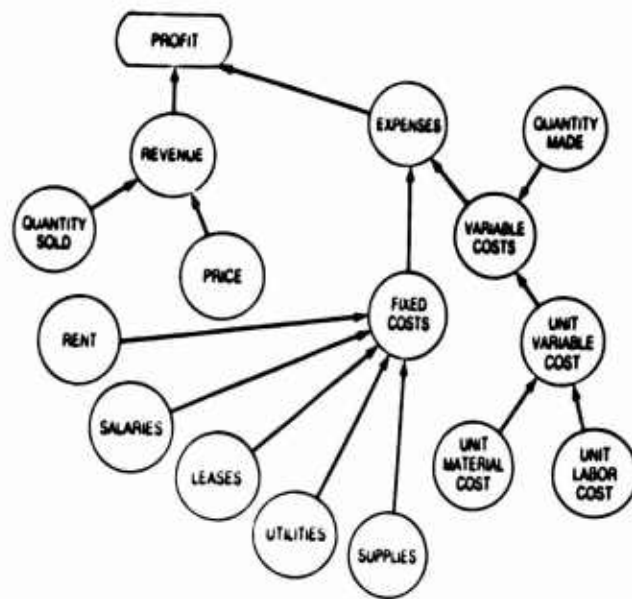 PROFIT
REVENUE
EXPENSES
QUANTITY
MADE
QUANTITY
SOLD
PRICE
VARIABLE
COSTS
RENT
FIXED
COSTS
UNIT
VARIABLE
COST
SALARIES
LEASES
UTILITIES
SUPPLIES
UNIT
MATERIAL
COST
UNIT
LABOR
COST